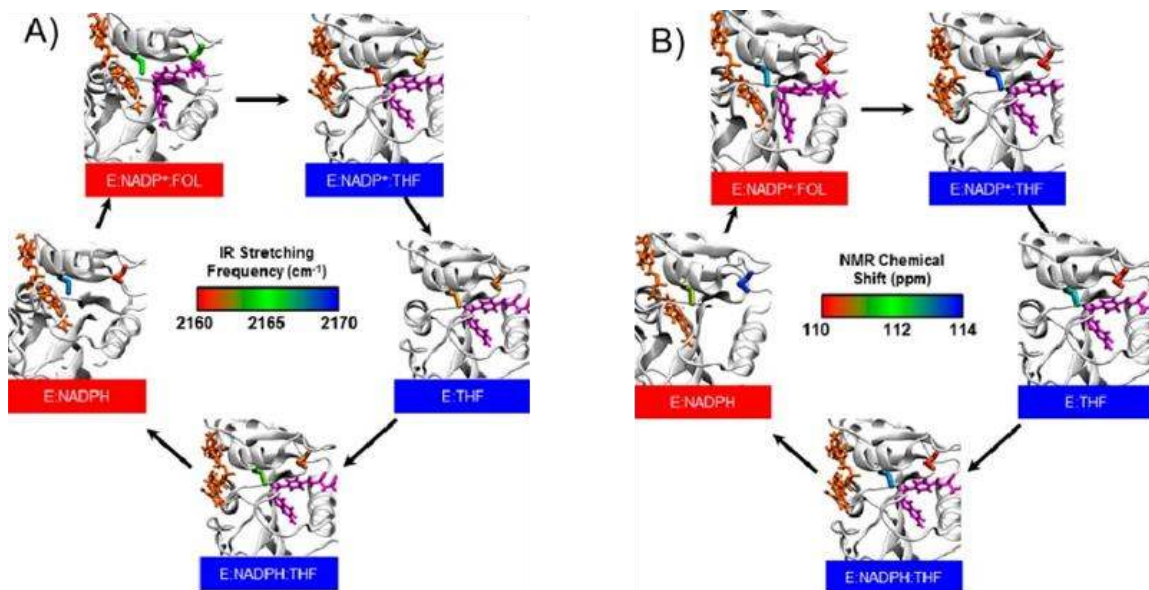 A)
E:NADP⁺:FOL
E:NADP⁺:THF
IR Stretching
Frequency (cm⁻¹)
2160 2165 2170
E:NADPH
E:THF
E:NADPH:THF
B)
E:NADP⁺:FOL
E:NADP⁺:THF
NMR Chemical
Shift (ppm)
110 112 114
E:NADPH
E:THF
E:NADPH:THF